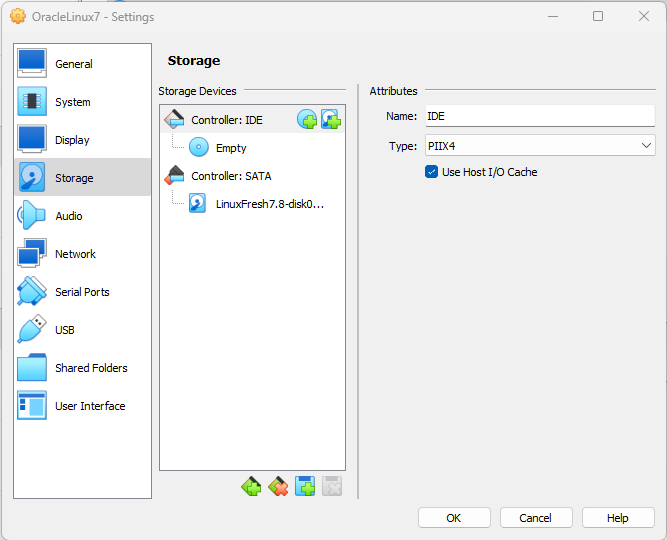 OracleLinux7 - Settings
General
System
Display
Storage
Audio
Network
Serial Ports
USB
Shared Folders
User Interface
Storage
Storage Devices
Controller: IDE
Empty
Controller: SATA
LinuxFresh7.8-disk0...
Attributes
Name: IDE
Type: PIIX4
Use Host I/O Cache
OK Cancel Help